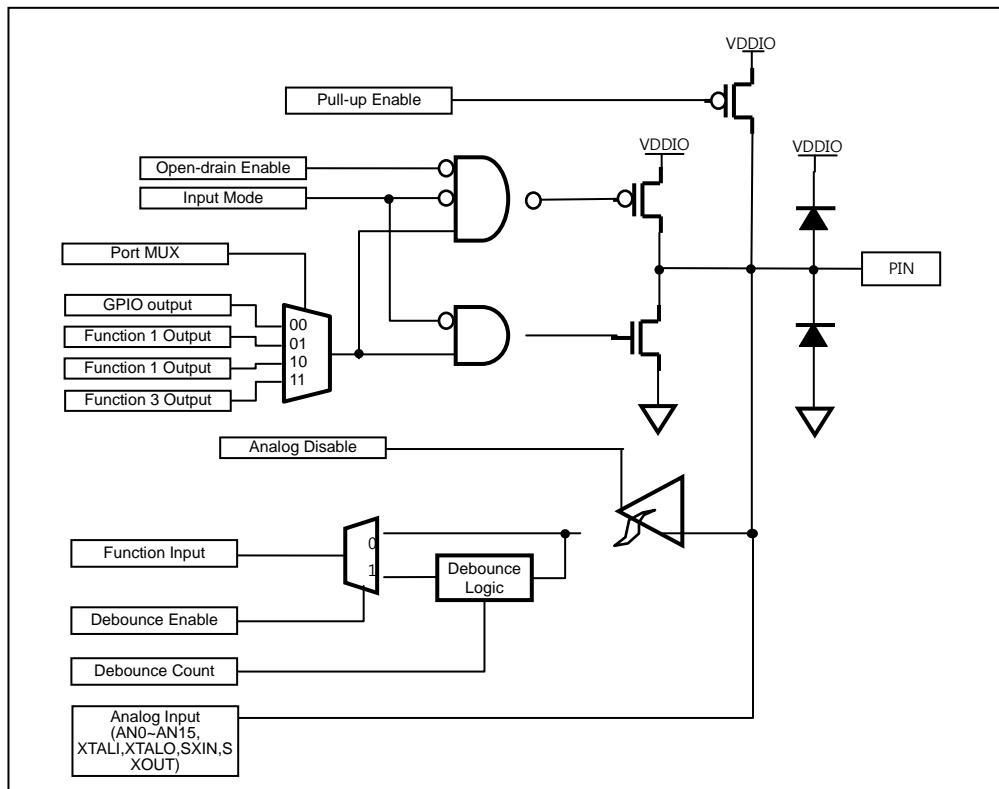 VDDIO
Pull-up Enable
VDDIO
VDDIO
Open-drain Enable
Input Mode
Port MUX
PIN
GPIO output
00
Function 1 Output
01
Function 1 Output
10
Function 3 Output
11
Analog Disable
Function Input
0
1
Debounce
Logic
Debounce Enable
Debounce Count
Analog Input
(AN0~AN15,
XTALI,XTALO,SXIN,S
XOUT)